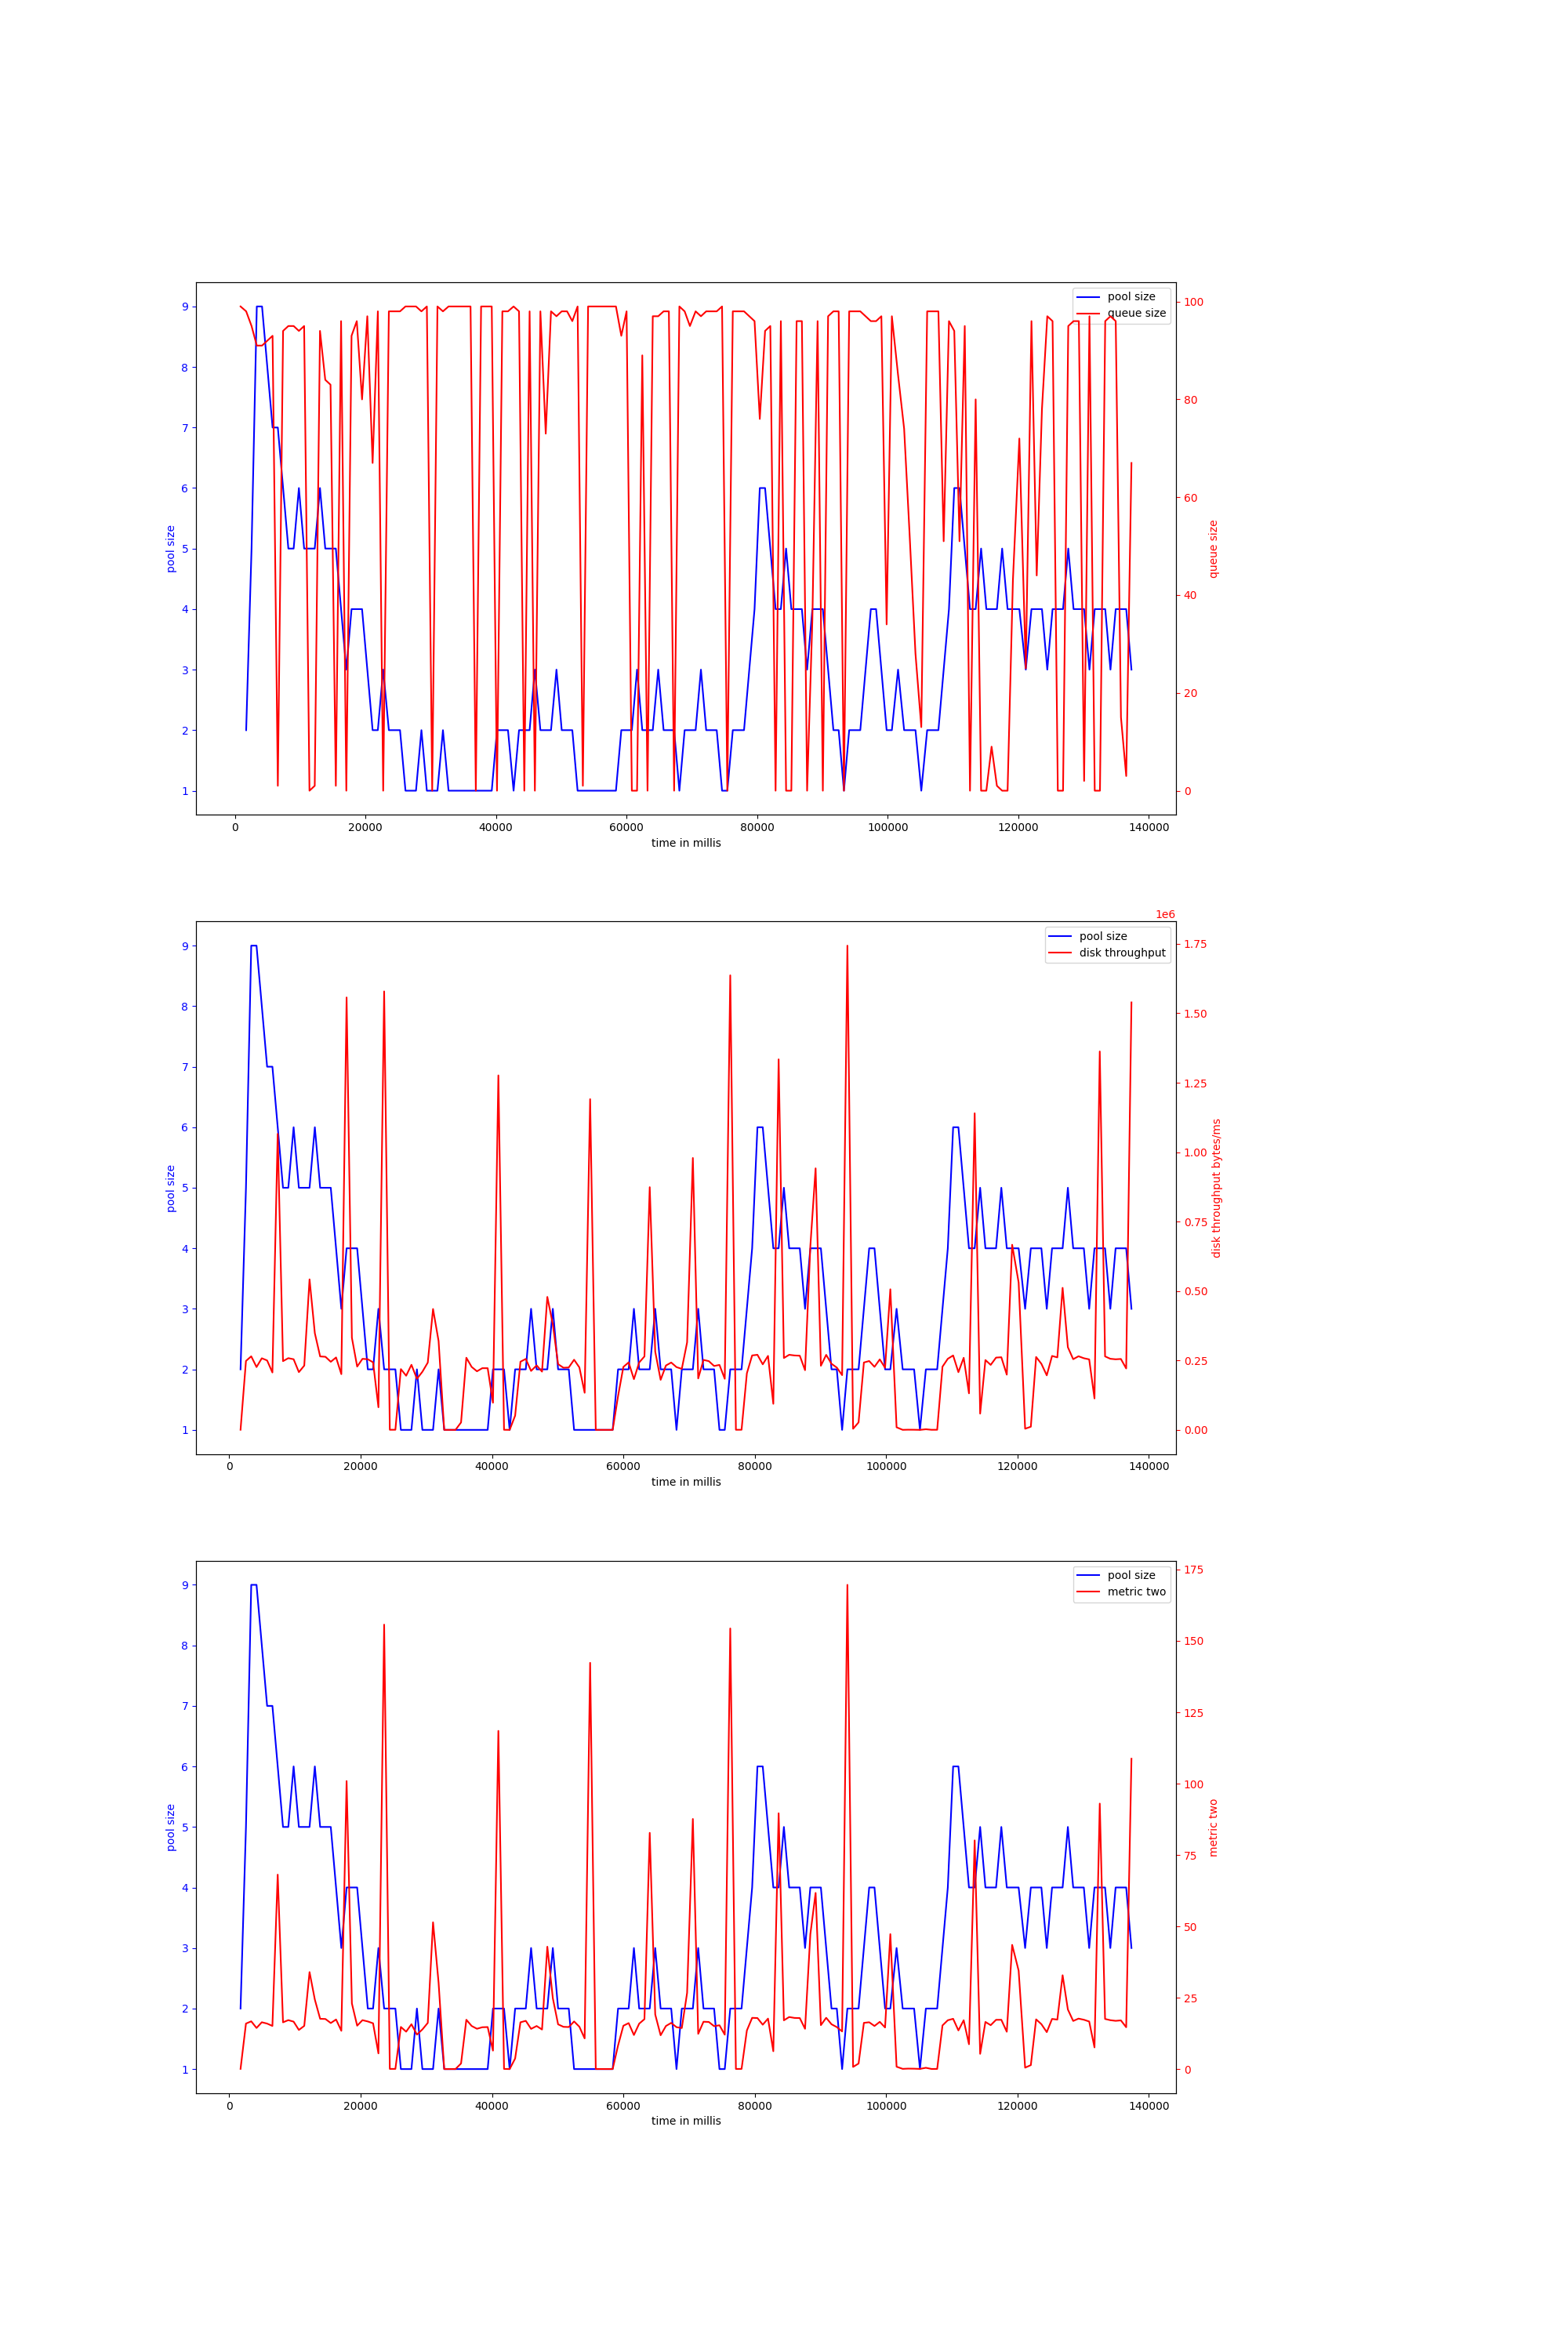 pool size
queue size
9
8
7
6
5
4
3
2
1
pool size
100
80
60
40
20
0
queue size
0 20000 40000 60000 80000 100000 120000 140000
time in millis
1e6
pool size
disk throughput
9
8
7
6
5
4
3
2
1
pool size
1.75
1.50
1.25
1.00
0.75
0.50
0.25
0.00
disk throughput bytes/ms
0 20000 40000 60000 80000 100000 120000 140000
time in millis
pool size
metric two
9
8
7
6
5
4
3
2
1
pool size
175
150
125
100
75
50
25
0
metric two
0 20000 40000 60000 80000 100000 120000 140000
time in millis